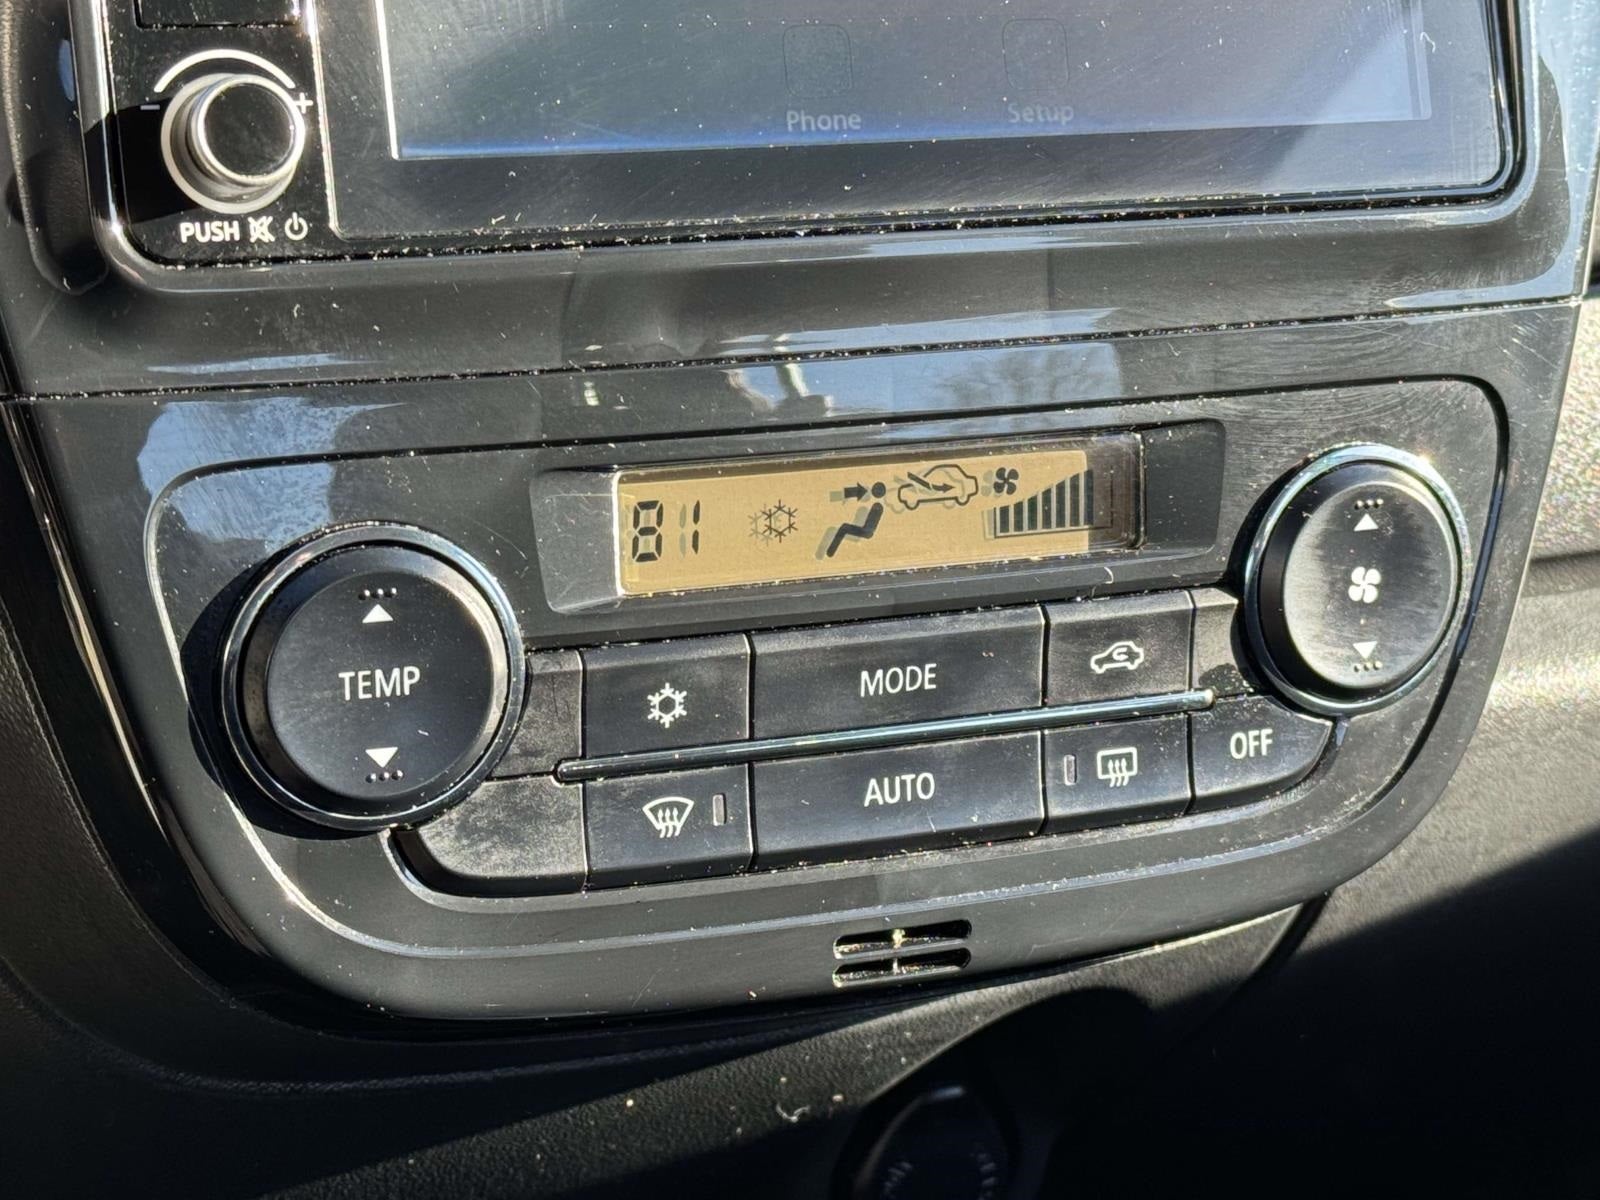 Phone
Setup
PUSH
81
TEMP
MODE
AUTO
OFF